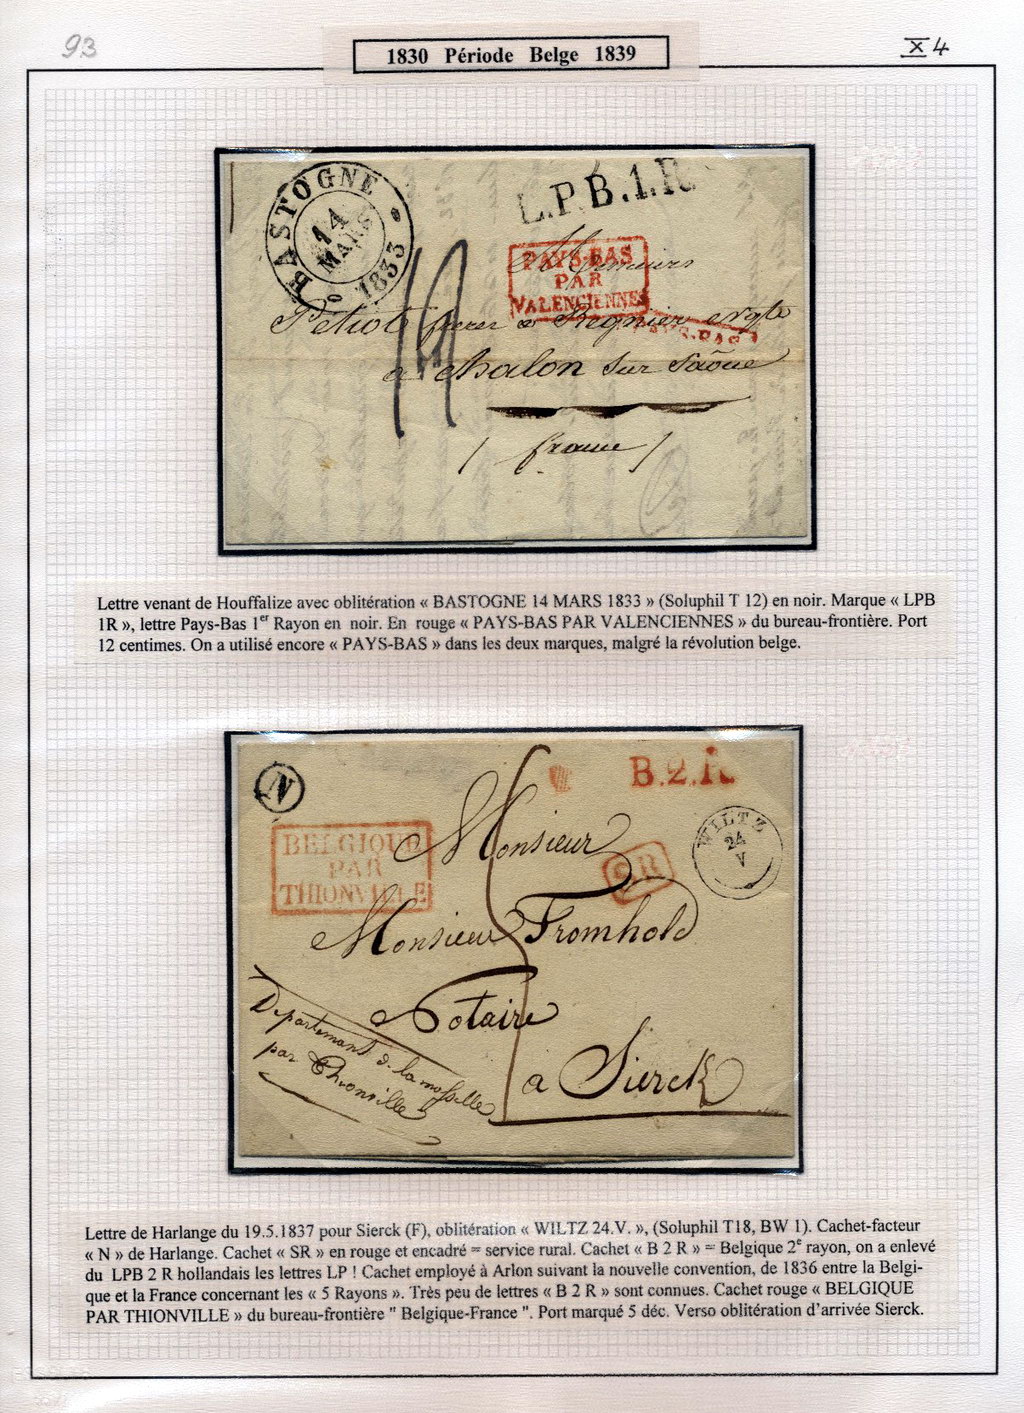 93
X 4
1830 Période Belge 1839
BASTOGNE
14
MARS
1833
L.P.B.1.R.
PAYS-BAS
PAR
VALENCIENNES
Messieurs
Petiot frères & Regnier
PAYS-BAS
a chalon sur Saône
/ france /
Lettre venant de Houffalize avec oblitération « BASTOGNE 14 MARS 1833 » (Soluphil T 12) en noir. Marque « LPB
1R », lettre Pays-Bas 1er Rayon en noir. En rouge « PAYS-BAS PAR VALENCIENNES » du bureau-frontière. Port
12 centimes. On a utilisé encore « PAYS-BAS » dans les deux marques, malgré la révolution belge.
N
B.2.R.
BELGIQUE
PAR
THIONVILLE
WILTZ
24
V
SR
Monsieur
Monsieur Fromhold
Notaire
à Sierck
Departemant de la mosselle
par Thionville
Lettre de Harlange du 19.5.1837 pour Sierck (F), oblitération « WILTZ 24.V. », (Soluphil T18, BW 1). Cachet-facteur
« N » de Harlange. Cachet « SR » en rouge et encadré = service rural. Cachet « B 2 R » = Belgique 2e rayon, on a enlevé
du LPB 2 R hollandais les lettres LP ! Cachet employé à Arlon suivant la nouvelle convention, de 1836 entre la Belgi-
que et la France concernant les « 5 Rayons ». Très peu de lettres « B 2 R » sont connues. Cachet rouge « BELGIQUE
PAR THIONVILLE » du bureau-frontière " Belgique-France ". Port marqué 5 déc. Verso oblitération d'arrivée Sierck.